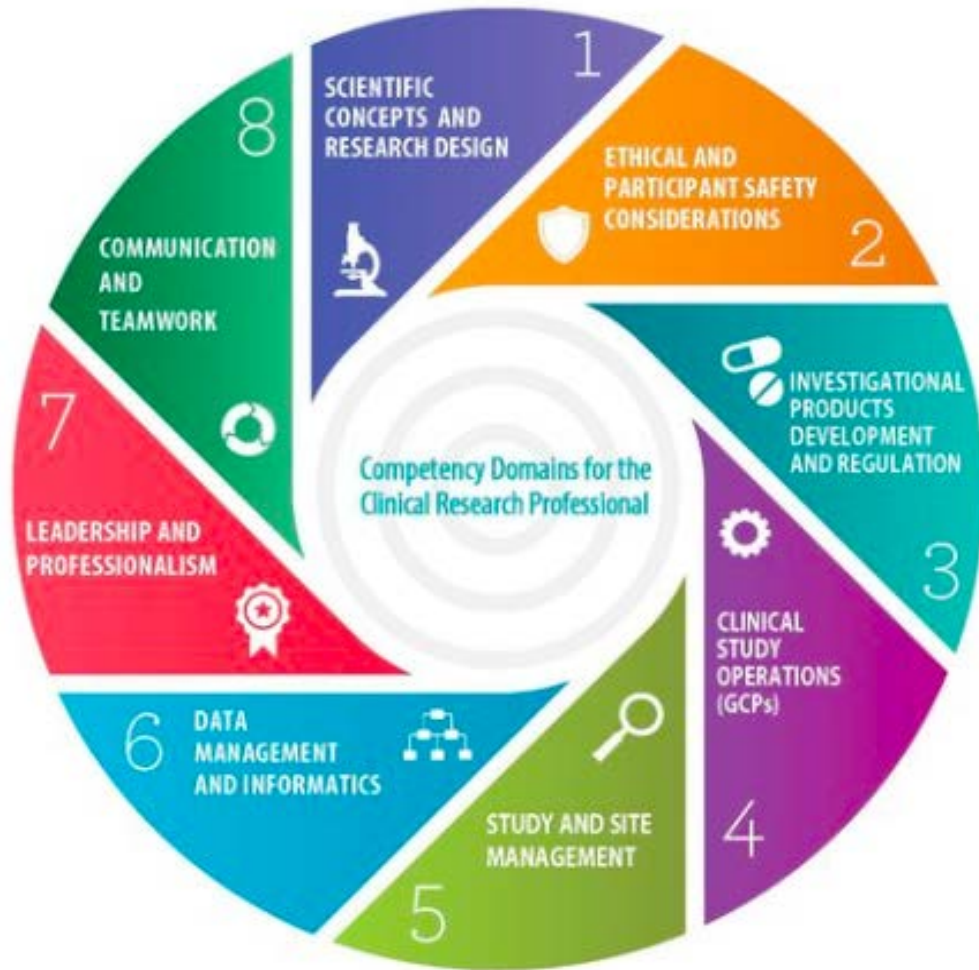 1
SCIENTIFIC
CONCEPTS AND
RESEARCH DESIGN
2
ETHICAL AND
PARTICIPANT SAFETY
CONSIDERATIONS
3
INVESTIGATIONAL
PRODUCTS
DEVELOPMENT
AND REGULATION
4
CLINICAL
STUDY
OPERATIONS
(GCPs)
5
STUDY AND SITE
MANAGEMENT
6
DATA
MANAGEMENT
AND INFORMATICS
7
LEADERSHIP AND
PROFESSIONALISM
8
COMMUNICATION
AND
TEAMWORK
Competency Domains for the
Clinical Research Professional